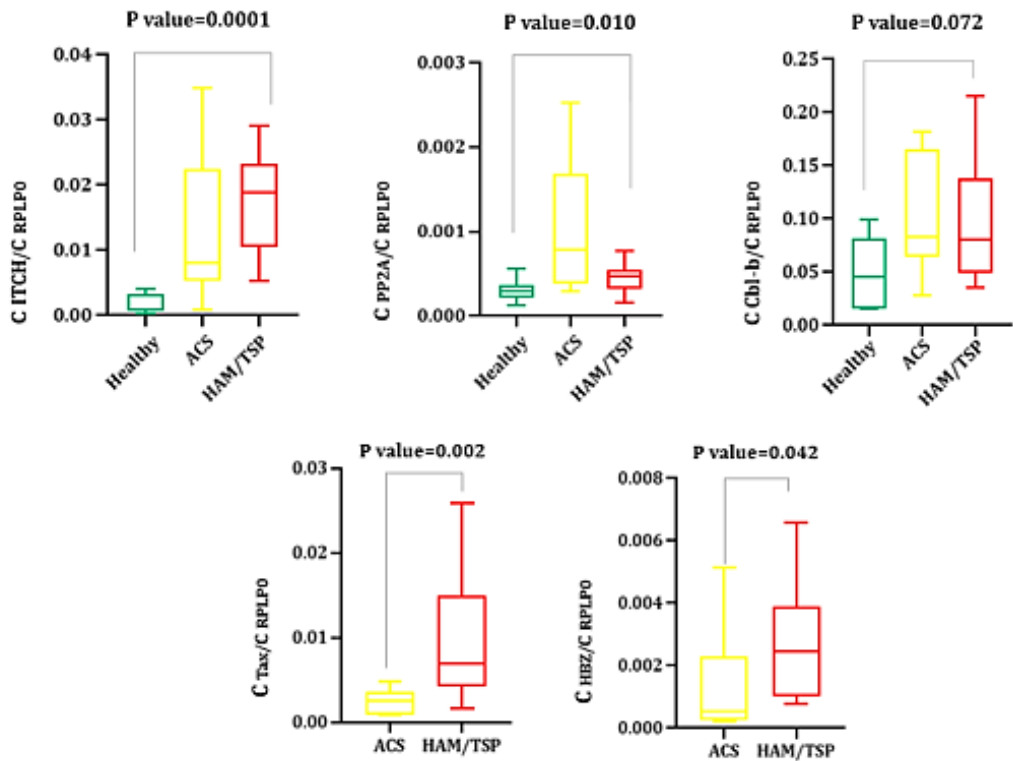 P value=0.0001
C ITCH/C RPLP0
0.04
0.03
0.02
0.01
0.00
Healthy
ACS
HAM/TSP
P value=0.010
C PP2A/C RPLP0
0.003
0.002
0.001
0.000
Healthy
ACS
HAM/TSP
P value=0.072
C Cbl-b/C RPLP0
0.25
0.20
0.15
0.10
0.05
0.00
Healthy
ACS
HAM/TSP
P value=0.002
C Tax/C RPLP0
0.03
0.02
0.01
0.00
ACS
HAM/TSP
P value=0.042
C HBZ/C RPLP0
0.008
0.006
0.004
0.002
0.000
ACS
HAM/TSP